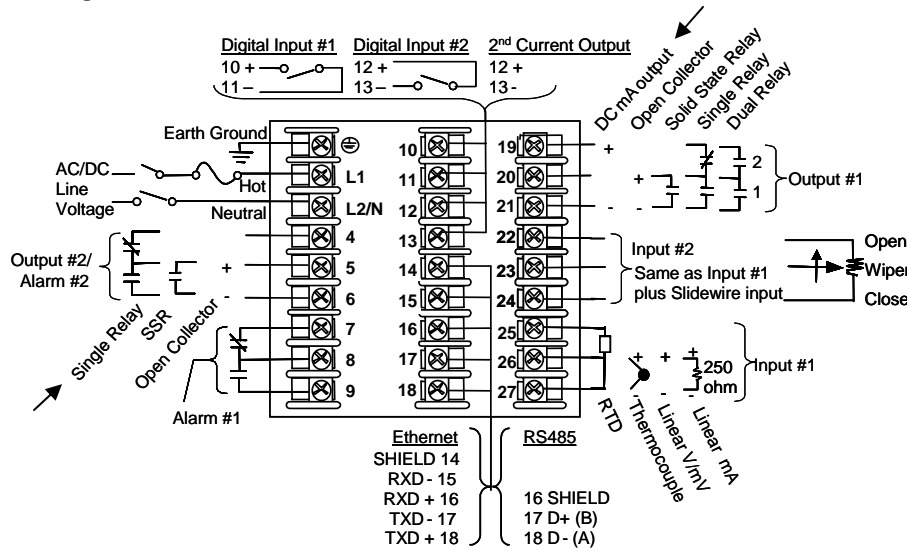 Digital Input #1
Digital Input #2
2nd Current Output
10 +
11 –
12 +
13 –
12 +
13 -
DC mA output
Open Collector
Solid State Relay
Single Relay
Dual Relay
Earth Ground
AC/DC
Line
Voltage
Hot
Neutral
L1
L2/N
4
5
6
7
8
9
10
11
12
13
14
15
16
17
18
19
20
21
22
23
24
25
26
27
+
+
-
-
2
1
Output #1
Output #2/
Alarm #2
+
-
Single Relay
SSR
Open Collector
Alarm #1
Input #2
Same as Input #1
plus Slidewire input
Open
Wiper
Close
+
+
+
-
-
-
250
ohm
Input #1
RTD
Thermocouple
Linear V/mV
Linear mA
Ethernet
SHIELD 14
RXD - 15
RXD + 16
TXD - 17
TXD + 18
RS485
16 SHIELD
17 D+ (B)
18 D - (A)